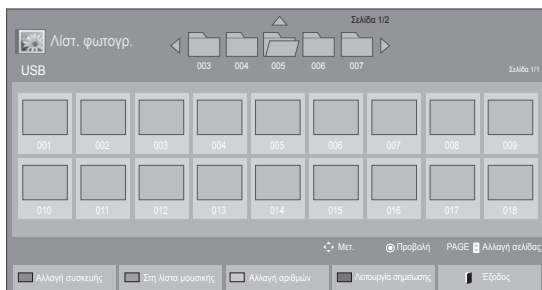 Σελίδα 1/2
Λίστ. φωτογρ.
003 004 005 006 007
USB
Σελίδα 1/1
001 002 003 004 005 006 007 008 009
010 011 012 013 014 015 016 017 018
Μετ. Προβολή PAGE Αλλαγή σελίδας
Αλλαγή συσκευής Στη λίστα μουσικής Αλλαγή αριθμών Λειτουργία σημείωσης Έξοδος